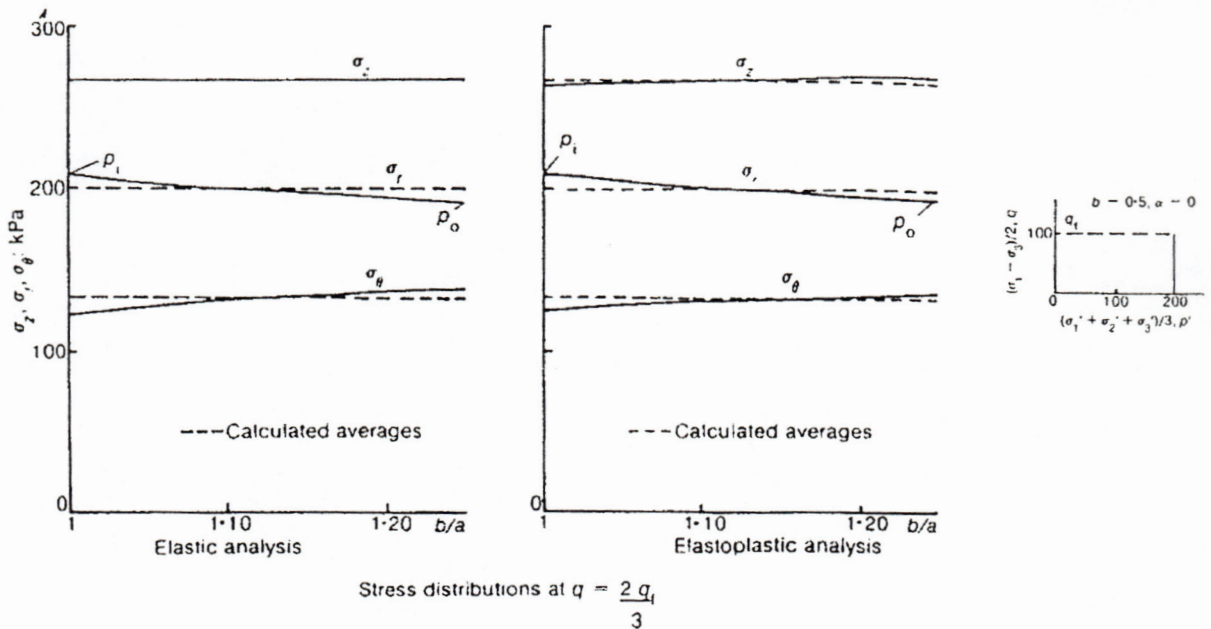 300
σz
pi
σr
200
po
σθ
100
---Calculated averages
0
1
1·10
1·20
b/a
Elastic analysis
σz', σr, σθ: kPa
σz
pi
σr
po
σθ
---Calculated averages
0
1
1·10
1·20
b/a
Elastoplastic analysis
b - 0·5, α - 0
qf
100
0
100
200
(σ1 - σ3)/2, q
(σ1' + σ2' + σ3')/3, p'
Stress distributions at q = 2 qf
3